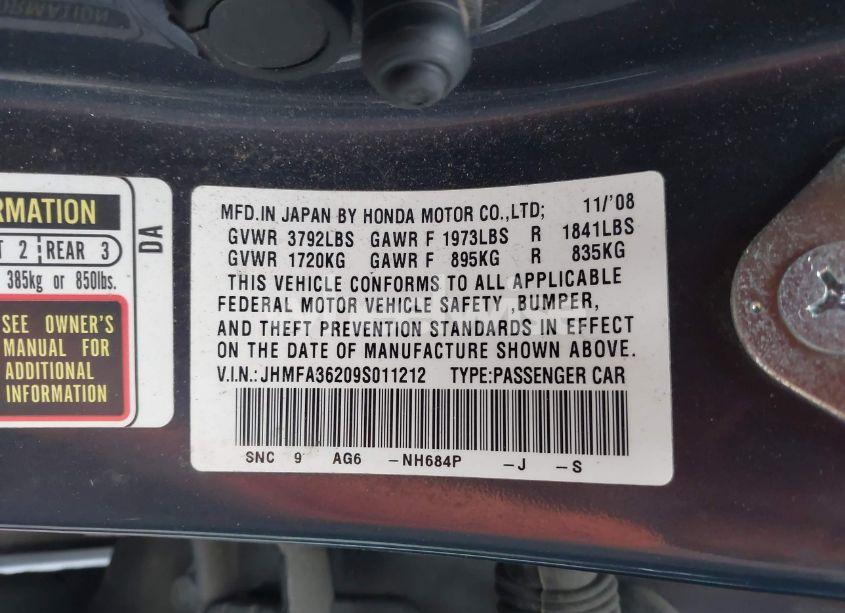 RMATION
T 2 REAR 3
385kg or 850lbs.
SEE OWNER'S
MANUAL FOR
ADDITIONAL
INFORMATION
DA
MFD.IN JAPAN BY HONDA MOTOR CO.,LTD; 11/'08
GVWR 3792LBS GAWR F 1973LBS R 1841LBS
GVWR 1720KG GAWR F 895KG R 835KG
THIS VEHICLE CONFORMS TO ALL APPLICABLE
FEDERAL MOTOR VEHICLE SAFETY ,BUMPER,
AND THEFT PREVENTION STANDARDS IN EFFECT
ON THE DATE OF MANUFACTURE SHOWN ABOVE.
V.I.N.: JHMFA36209S011212 TYPE:PASSENGER CAR
SNC 9 AG6 -NH684P -J -S